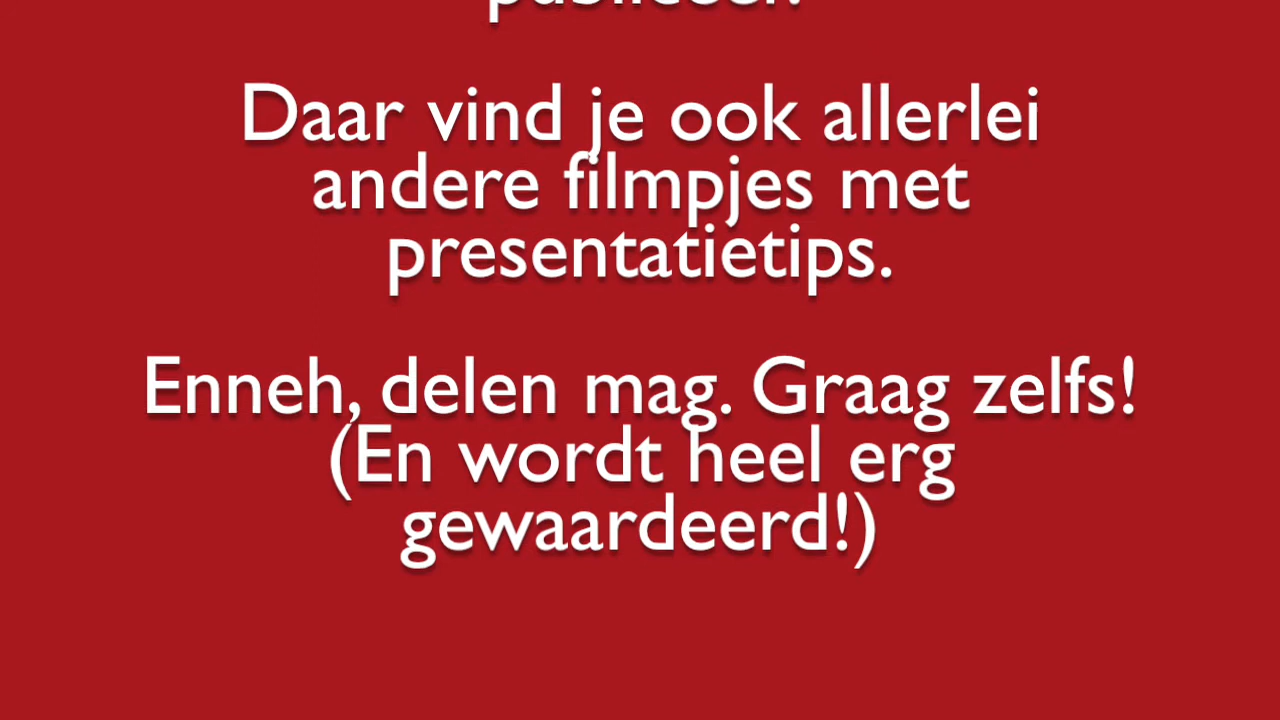 Daar vind je ook allerlei
andere filmpjes met
presentatietips.
Enneh, delen mag. Graag zelfs!
(En wordt heel erg
gewaardeerd!)